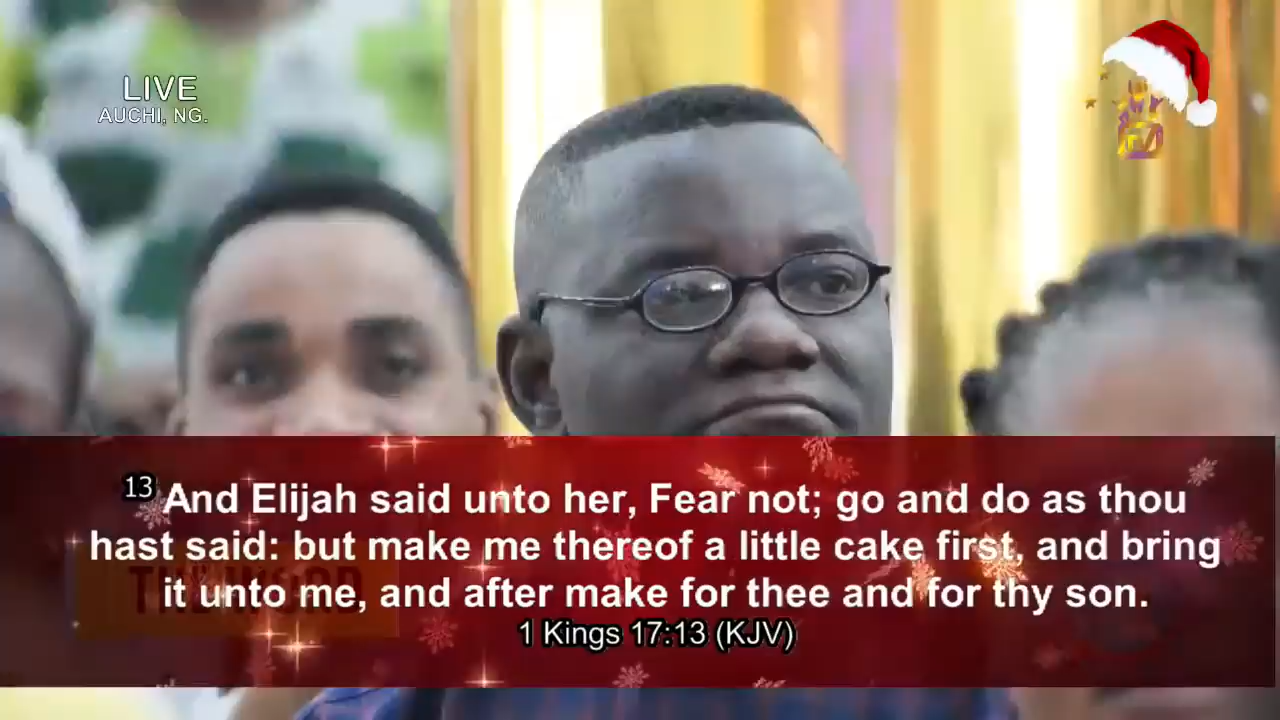 LIVE
AUCHI, NG.
13 And Elijah said unto her, Fear not; go and do as thou
hast said: but make me thereof a little cake first, and bring
it unto me, and after make for thee and for thy son.
1 Kings 17:13 (KJV)